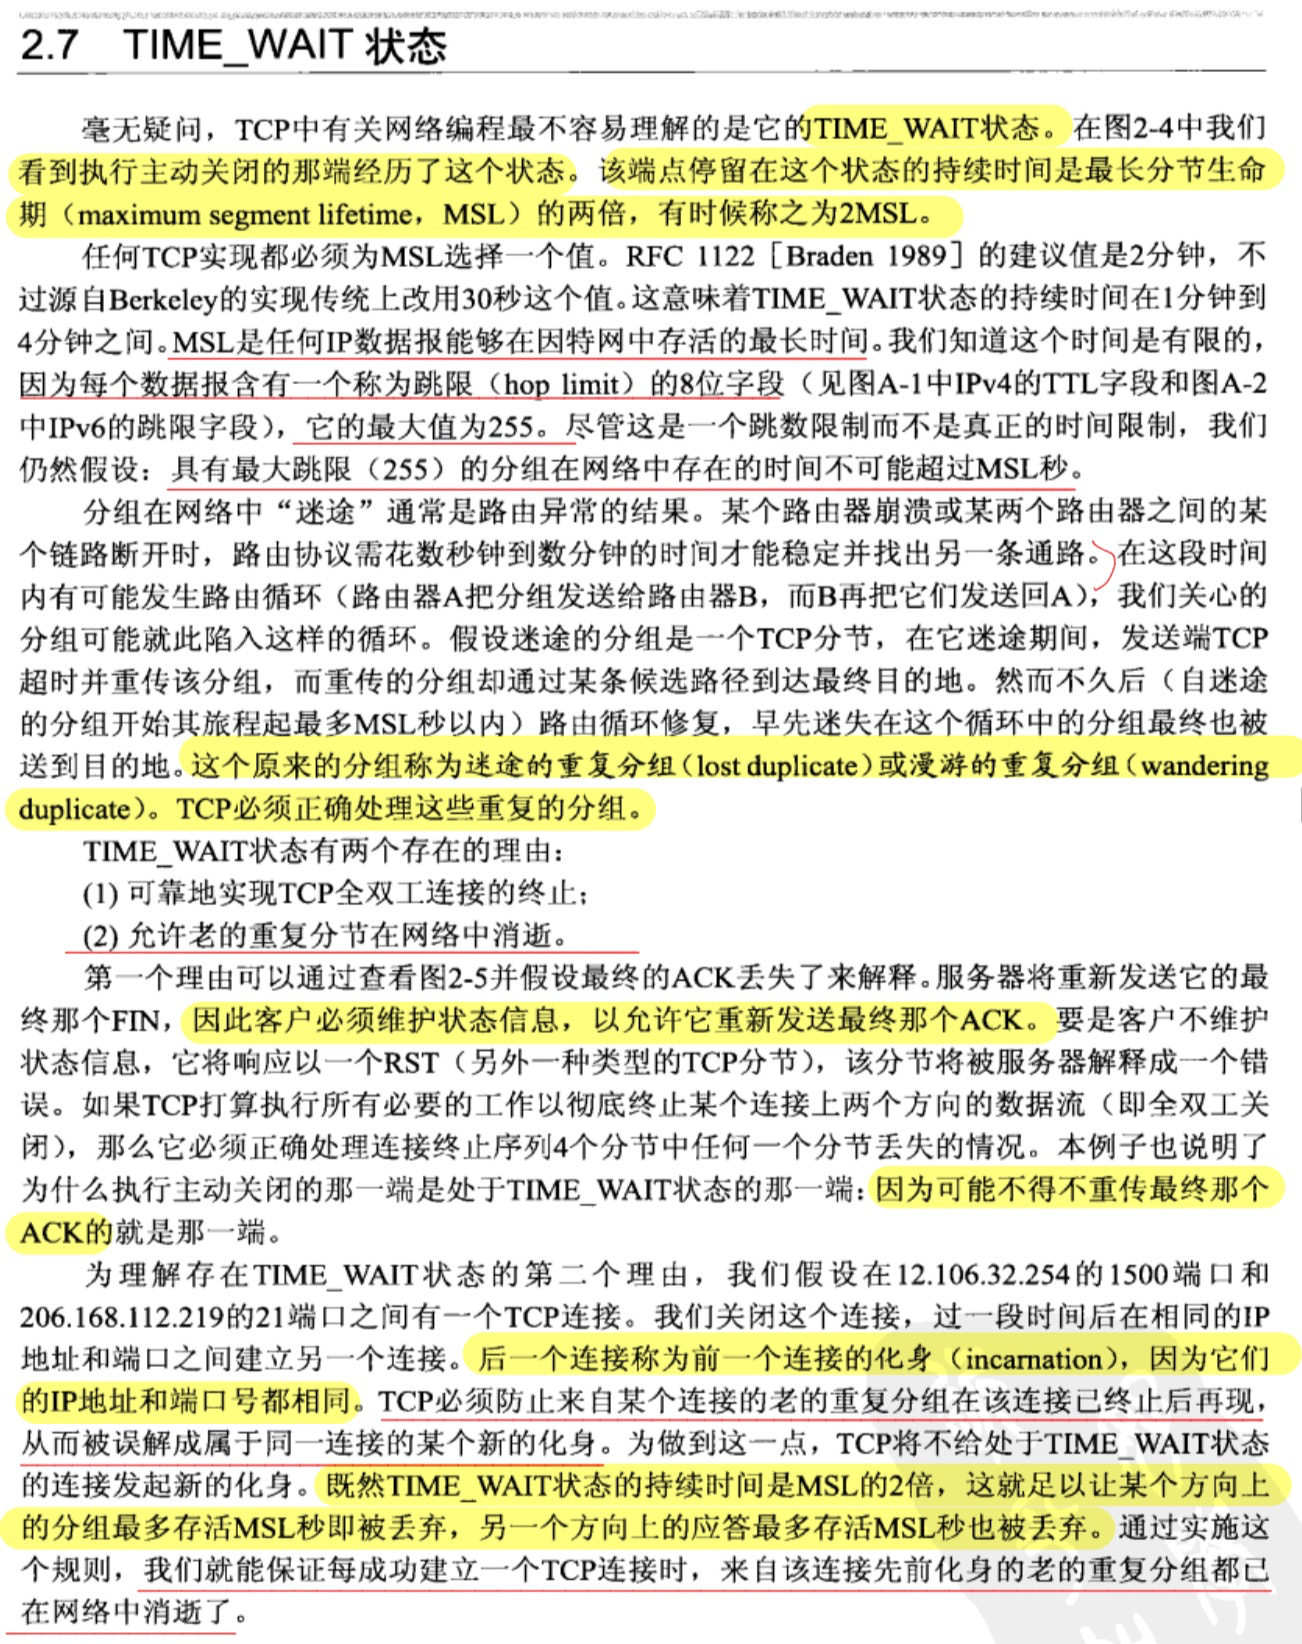 2.7 TIME_WAIT 状态
毫无疑问，TCP中有关网络编程最不容易理解的是它的TIME_WAIT状态。在图2-4中我们
看到执行主动关闭的那端经历了这个状态。该端点停留在这个状态的持续时间是最长分节生命
期（maximum segment lifetime，MSL）的两倍，有时候称之为2MSL。
任何TCP实现都必须为MSL选择一个值。RFC 1122［Braden 1989］的建议值是2分钟，不
过源自Berkeley的实现传统上改用30秒这个值。这意味着TIME_WAIT状态的持续时间在1分钟到
4分钟之间。MSL是任何IP数据报能够在因特网中存活的最长时间。我们知道这个时间是有限的，
因为每个数据报含有一个称为跳限（hop limit）的8位字段（见图A-1中IPv4的TTL字段和图A-2
中IPv6的跳限字段），它的最大值为255。尽管这是一个跳数限制而不是真正的时间限制，我们
仍然假设：具有最大跳限（255）的分组在网络中存在的时间不可能超过MSL秒。
分组在网络中“迷途”通常是路由异常的结果。某个路由器崩溃或某两个路由器之间的某
个链路断开时，路由协议需花数秒钟到数分钟的时间才能稳定并找出另一条通路。在这段时间
内有可能发生路由循环（路由器A把分组发送给路由器B，而B再把它们发送回A），我们关心的
分组可能就此陷入这样的循环。假设迷途的分组是一个TCP分节，在它迷途期间，发送端TCP
超时并重传该分组，而重传的分组却通过某条候选路径到达最终目的地。然而不久后（自迷途
的分组开始其旅程起最多MSL秒以内）路由循环修复，早先迷失在这个循环中的分组最终也被
送到目的地。这个原来的分组称为迷途的重复分组（lost duplicate）或漫游的重复分组（wandering
duplicate）。TCP必须正确处理这些重复的分组。
TIME_WAIT状态有两个存在的理由：
(1) 可靠地实现TCP全双工连接的终止；
(2) 允许老的重复分节在网络中消逝。
第一个理由可以通过查看图2-5并假设最终的ACK丢失了来解释。服务器将重新发送它的最
终那个FIN，因此客户必须维护状态信息，以允许它重新发送最终那个ACK。要是客户不维护
状态信息，它将响应以一个RST（另外一种类型的TCP分节），该分节将被服务器解释成一个错
误。如果TCP打算执行所有必要的工作以彻底终止某个连接上两个方向的数据流（即全双工关
闭），那么它必须正确处理连接终止序列4个分节中任何一个分节丢失的情况。本例子也说明了
为什么执行主动关闭的那一端是处于TIME_WAIT状态的那一端：因为可能不得不重传最终那个
ACK的就是那一端。
为理解存在TIME_WAIT状态的第二个理由，我们假设在12.106.32.254的1500端口和
206.168.112.219的21端口之间有一个TCP连接。我们关闭这个连接，过一段时间后在相同的IP
地址和端口之间建立另一个连接。后一个连接称为前一个连接的化身（incarnation），因为它们
的IP地址和端口号都相同。TCP必须防止来自某个连接的老的重复分组在该连接已终止后再现，
从而被误解成属于同一连接的某个新的化身。为做到这一点，TCP将不给处于TIME_WAIT状态
的连接发起新的化身。既然TIME_WAIT状态的持续时间是MSL的2倍，这就足以让某个方向上
的分组最多存活MSL秒即被丢弃，另一个方向上的应答最多存活MSL秒也被丢弃。通过实施这
个规则，我们就能保证每成功建立一个TCP连接时，来自该连接先前化身的老的重复分组都已
在网络中消逝了。